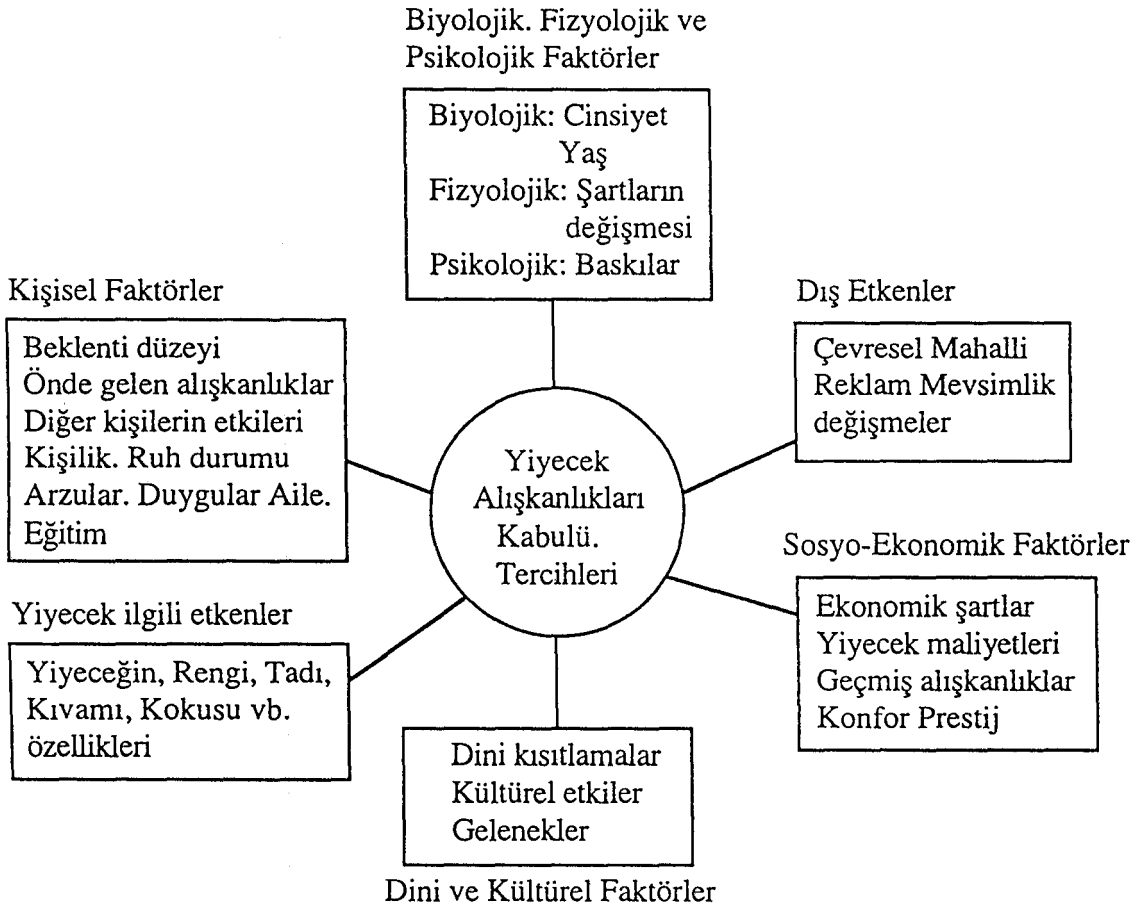 Biyolojik. Fizyolojik ve
Psikolojik Faktörler
Biyolojik: Cinsiyet
Yaş
Fizyolojik: Şartların
değişmesi
Psikolojik: Baskılar
Kişisel Faktörler
Beklenti düzeyi
Önde gelen alışkanlıklar
Diğer kişilerin etkileri
Kişilik. Ruh durumu
Arzular. Duygular Aile.
Eğitim
Dış Etkenler
Çevresel Mahalli
Reklam Mevsimlik
değişmeler
Yiyecek
Alışkanlıkları
Kabulü.
Tercihleri
Sosyo-Ekonomik Faktörler
Ekonomik şartlar
Yiyecek maliyetleri
Geçmiş alışkanlıklar
Konfor Prestij
Yiyecek ilgili etkenler
Yiyeceğin, Rengi, Tadı,
Kıvamı, Kokusu vb.
özellikleri
Dini kısıtlamalar
Kültürel etkiler
Gelenekler
Dini ve Kültürel Faktörler